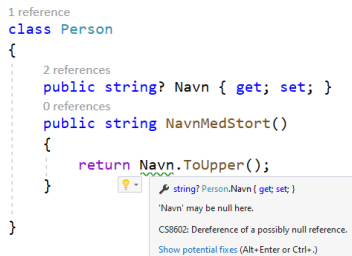 1 reference
class Person
{
2 references
public string? Navn { get; set; }
0 references
public string NavnMedStort()
{
return Navn.ToUpper();
}
string? Person.Navn { get; set; }
'Navn' may be null here.
CS8602: Dereference of a possibly null reference.
Show potential fixes (Alt+Enter or Ctrl+.)
}